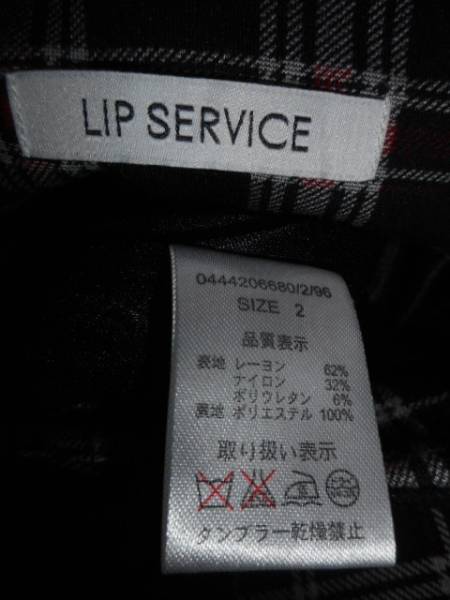 LIP SERVICE
0444206680/2/96
SIZE 2
品質表示
表地 レーヨン 62%
ナイロン 32%
ポリウレタン 6%
裏地 ポリエステル 100%
取り扱い表示
タンブラー乾燥禁止